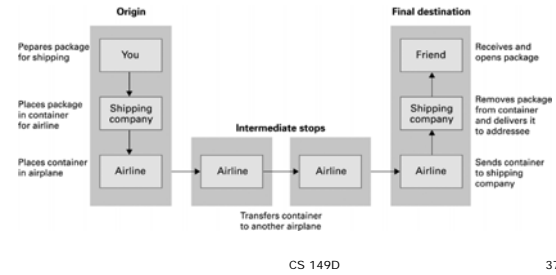 Origin
Final destination
Pepares package
for shipping
You
Friend
Receives and
opens package
Places package
in container
for airline
Shipping
company
Shipping
company
Removes package
from container
and delivers it
to addressee
Intermediate stops
Places container
in airplane
Airline
Airline
Airline
Airline
Sends container
to shipping
company
Transfers container
to another airplane
CS 149D
37